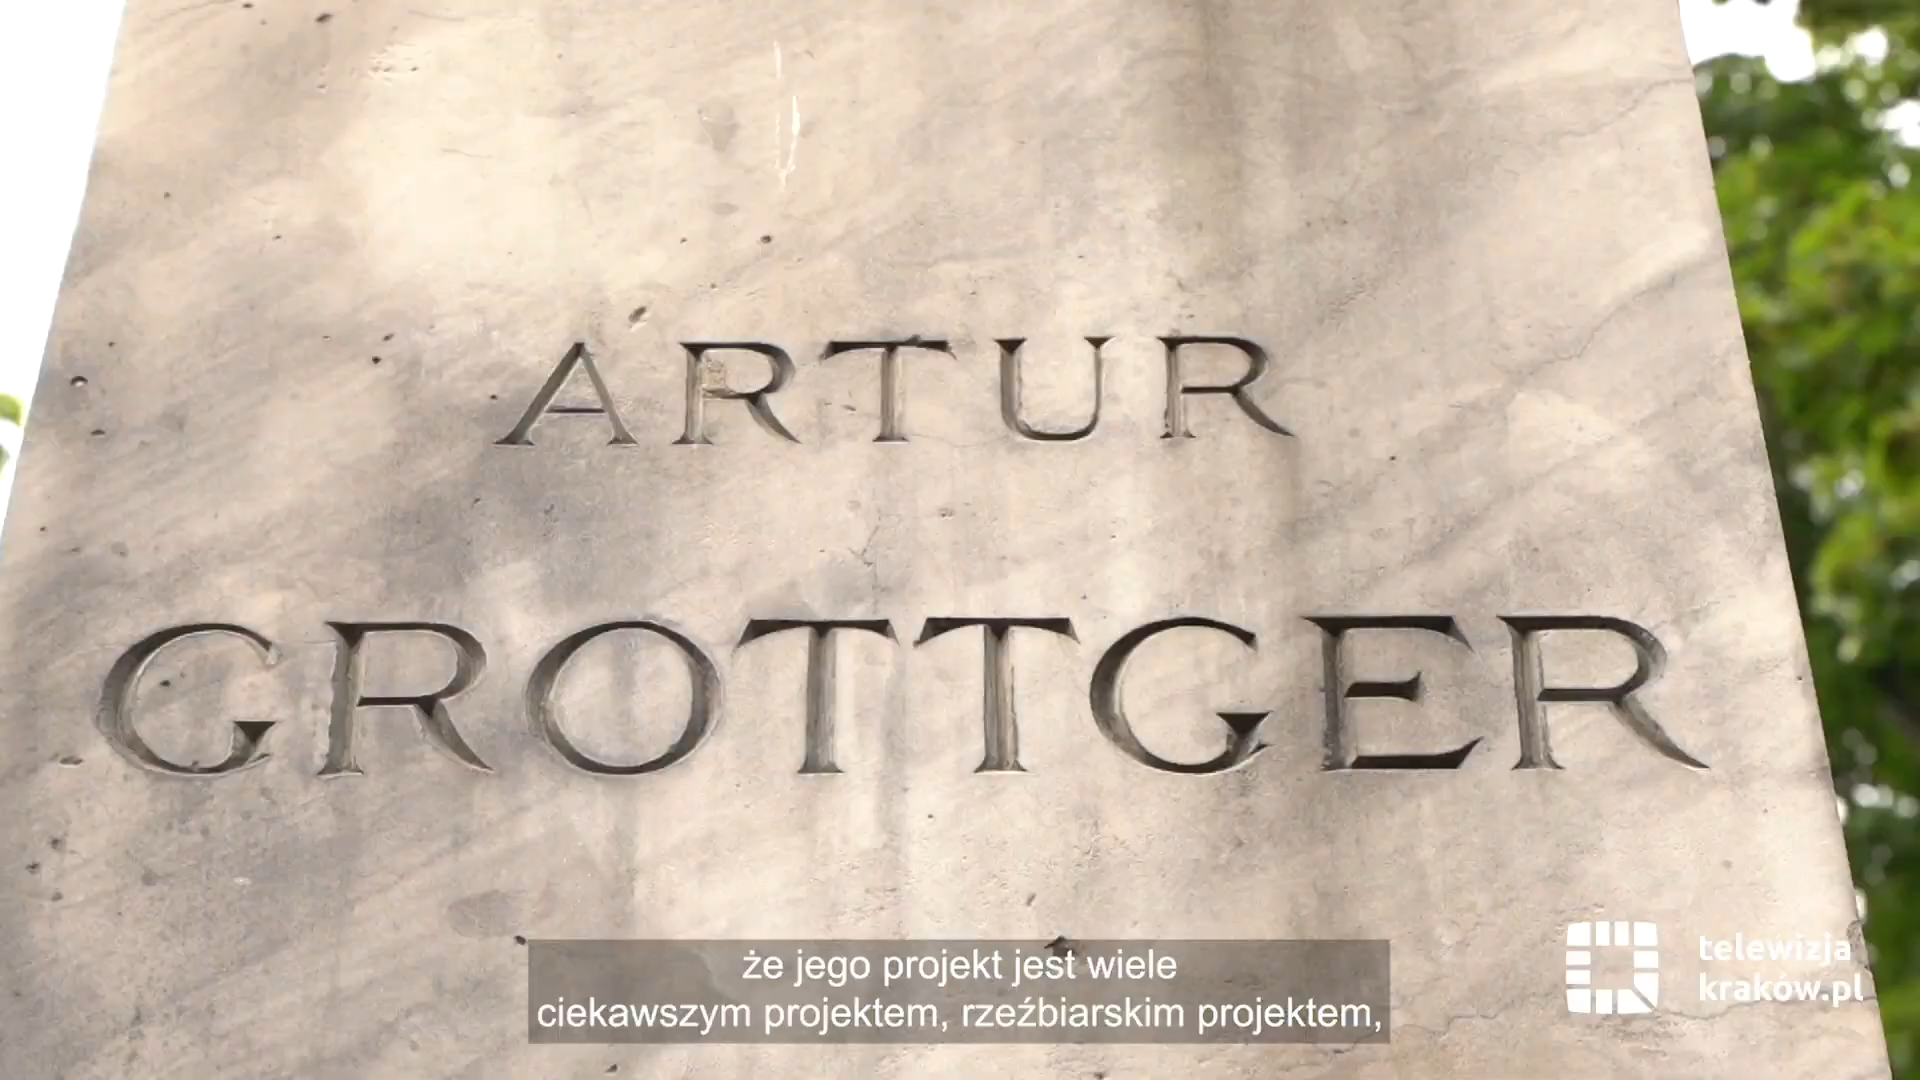 ARTUR
GROTTGER
że jego projekt jest wiele
ciekawszym projektem, rzeźbiarskim projektem,
telewizja
kraków.pl